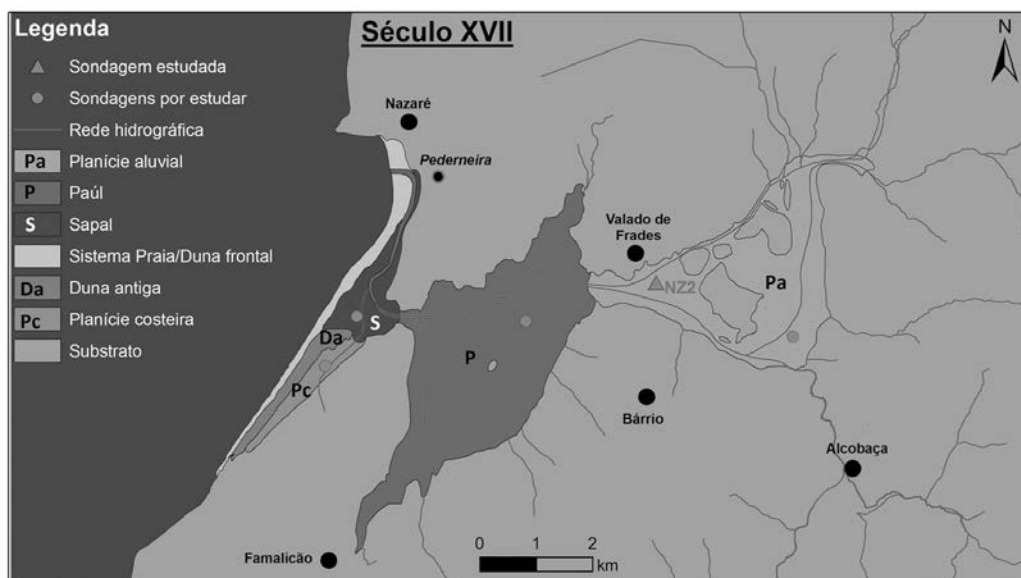 Legenda
Sondagem estudada
Sondagens por estudar
Rede hidrográfica
Pa Planície aluvial
P Paúl
S Sapal
Sistema Praia/Duna frontal
Da Duna antiga
Pc Planície costeira
Substrato
Século XVII
N
Nazaré
Pederneira
Valado de
Frades
NZ2
Pa
S
Da
P
Pc
Bárrio
Alcobaça
Famalicão
0 1 2
km